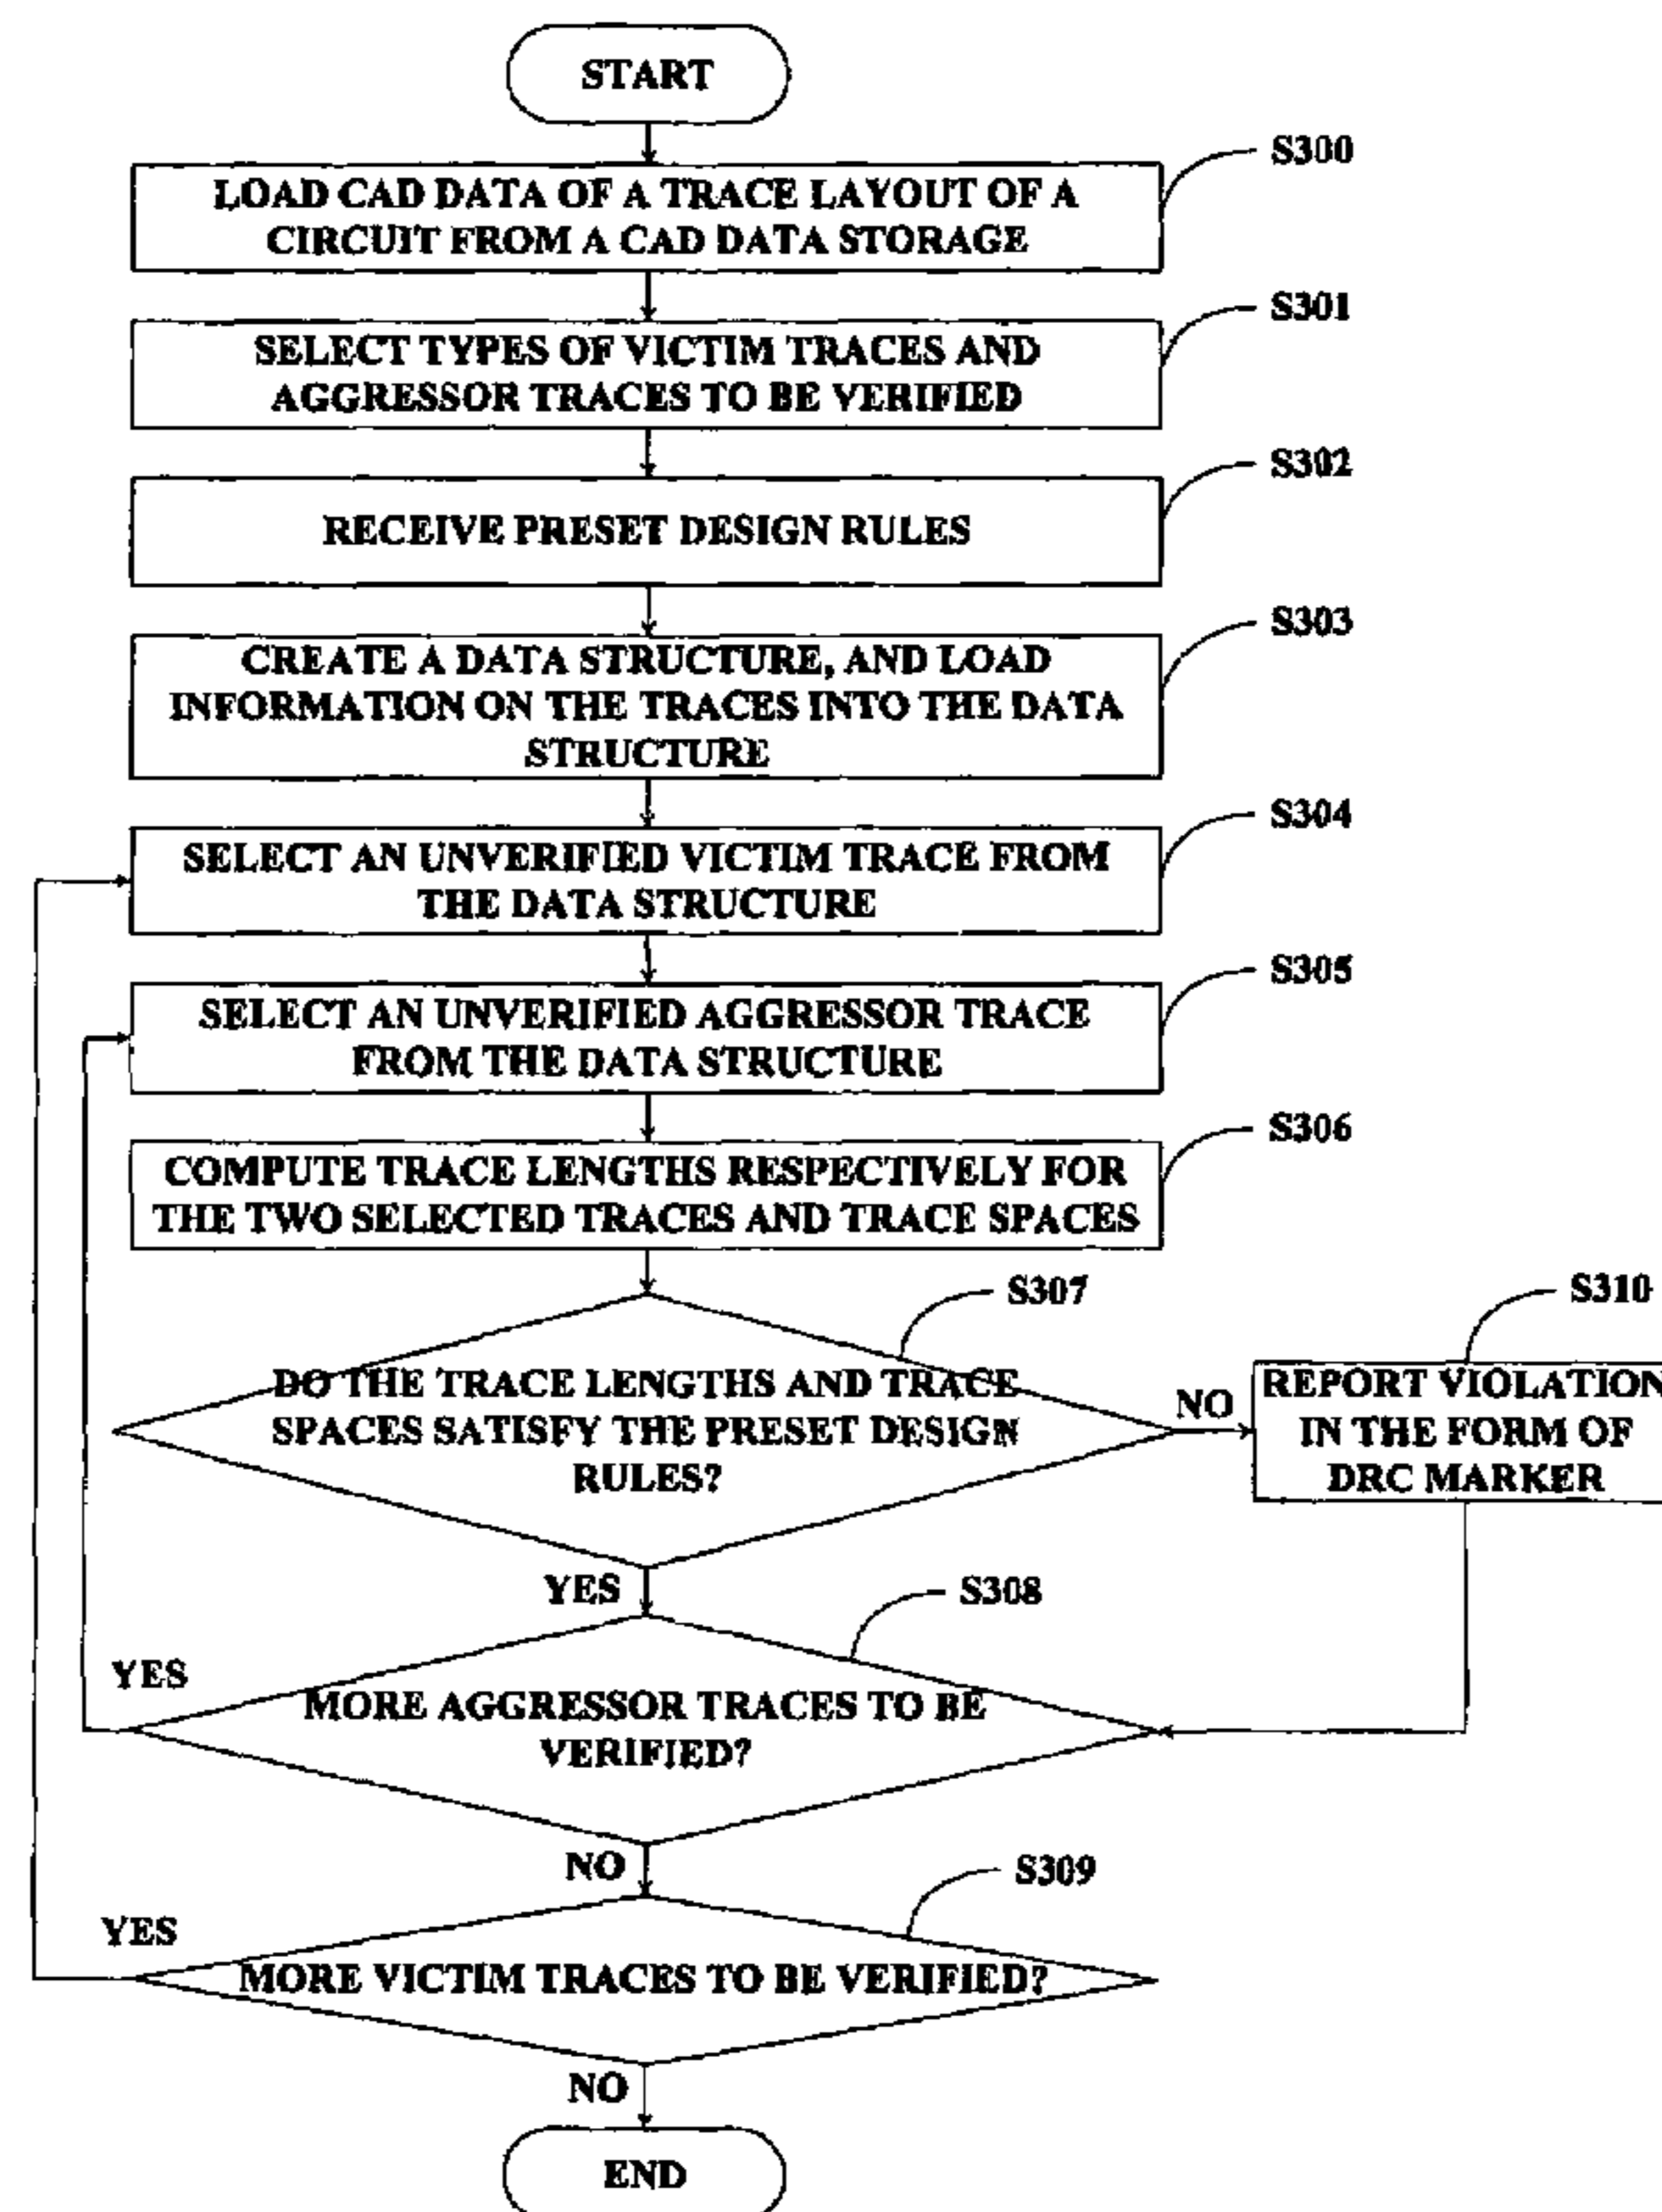 START
S300
LOAD CAD DATA OF A TRACE LAYOUT OF A
CIRCUIT FROM A CAD DATA STORAGE
S301
SELECT TYPES OF VICTIM TRACES AND
AGGRESSOR TRACES TO BE VERIFIED
S302
RECEIVE PRESET DESIGN RULES
S303
CREATE A DATA STRUCTURE, AND LOAD
INFORMATION ON THE TRACES INTO THE DATA
STRUCTURE
S304
SELECT AN UNVERIFIED VICTIM TRACE FROM
THE DATA STRUCTURE
S305
SELECT AN UNVERIFIED AGGRESSOR TRACE
FROM THE DATA STRUCTURE
S306
COMPUTE TRACE LENGTHS RESPECTIVELY FOR
THE TWO SELECTED TRACES AND TRACE SPACES
S307
DO THE TRACE LENGTHS AND TRACE
SPACES SATISFY THE PRESET DESIGN
RULES?
NO
S310
REPORT VIOLATION
IN THE FORM OF
DRC MARKER
YES
S308
YES
MORE AGGRESSOR TRACES TO BE
VERIFIED?
NO
S309
YES
MORE VICTIM TRACES TO BE VERIFIED?
NO
END